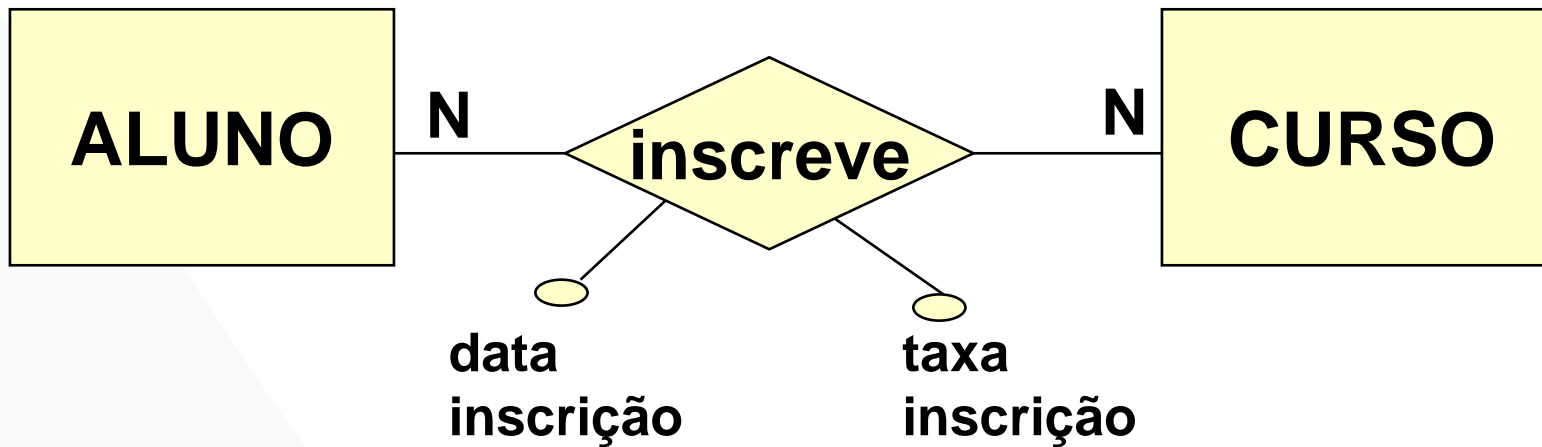 ALUNO
N
inscreve
N
CURSO
data
inscrição
taxa
inscrição